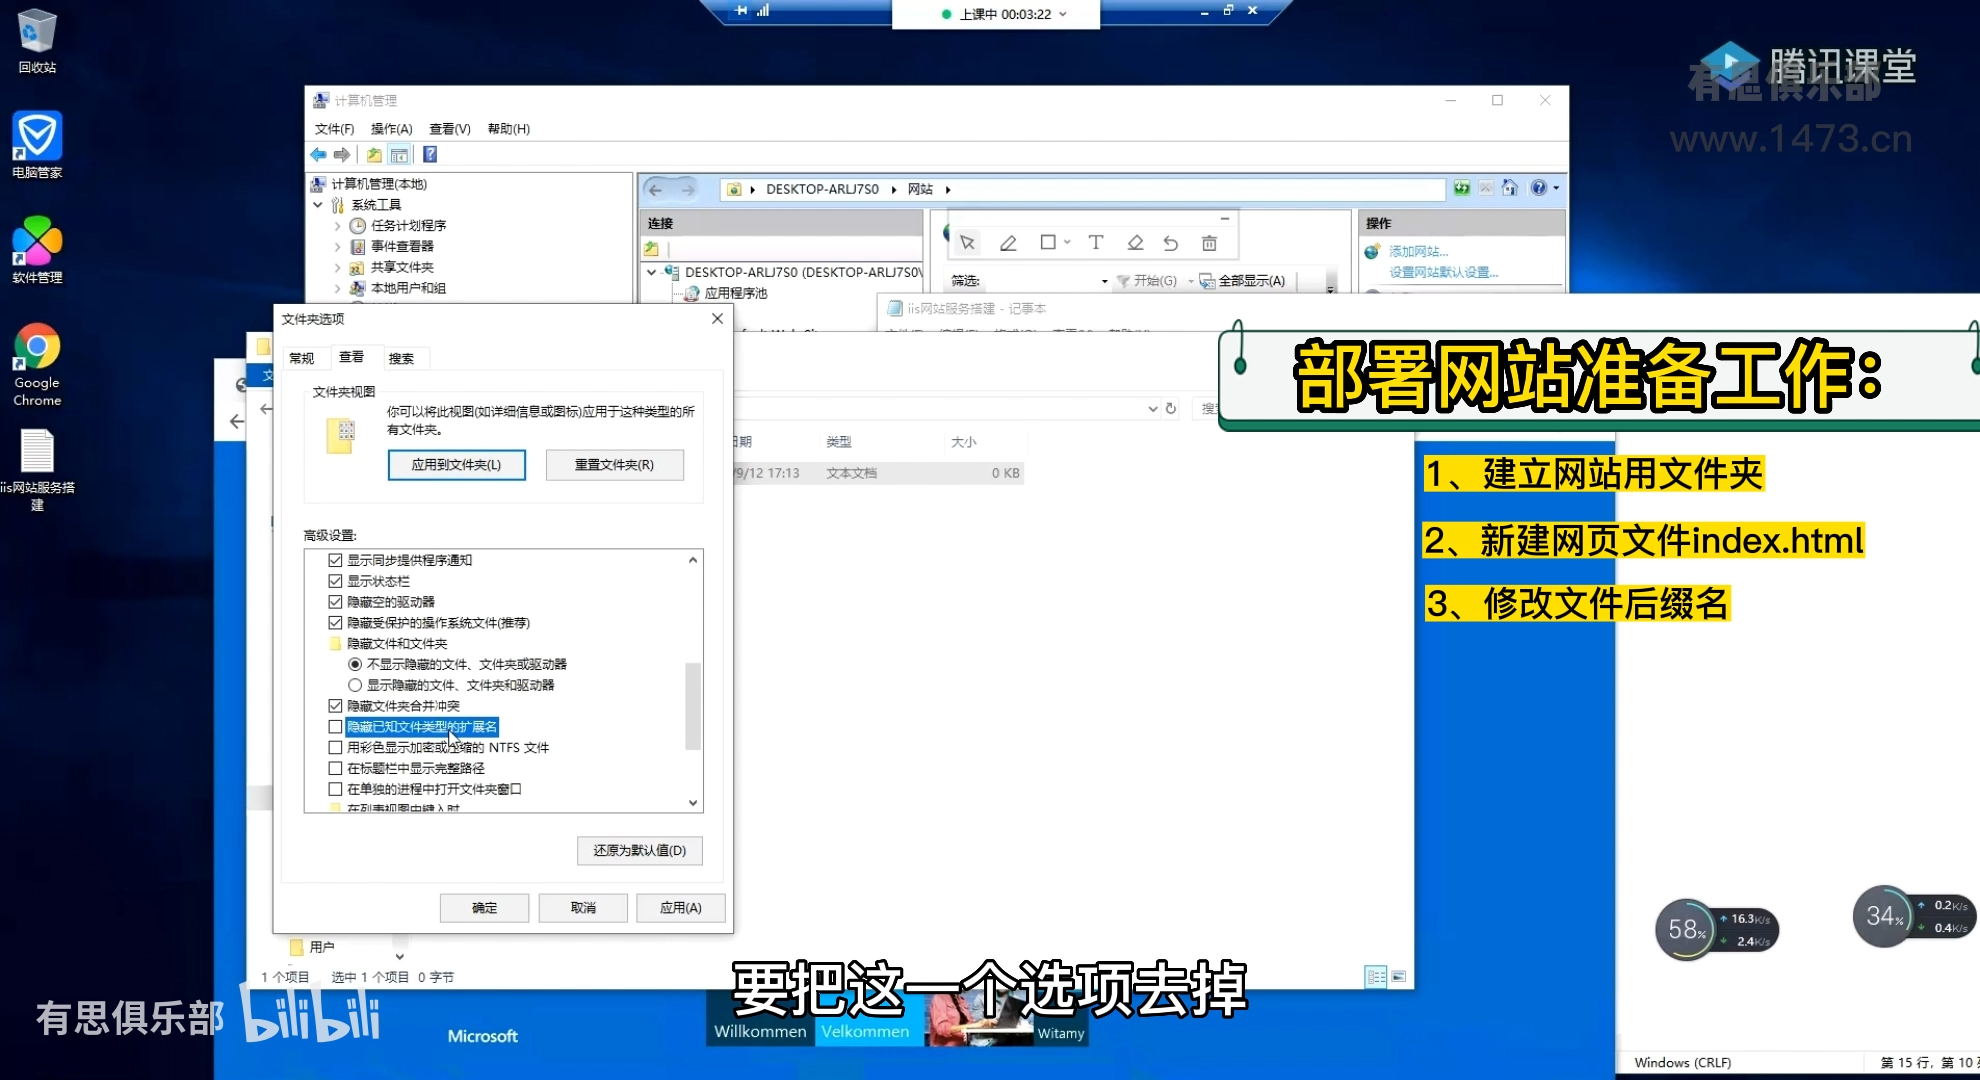 上课中 00:03:22
回收站
电脑管家
软件管理
Google
Chrome
iis网站服务搭
建
腾讯课堂
有思俱乐部
www.1473.cn
计算机管理
文件(F) 操作(A) 查看(V) 帮助(H)
计算机管理(本地)
系统工具
任务计划程序
事件查看器
共享文件夹
本地用户和组
DESKTOP-ARLJ7S0 网站
连接
DESKTOP-ARLJ7S0 (DESKTOP-ARLJ7S0\
应用程序池
筛选:
开始(G)
全部显示(A)
操作
添加网站...
设置网站默认设置...
iis网站服务搭建 - 记事本
文件夹选项
常规 查看 搜索
文件夹视图
你可以将此视图(如详细信息或图标)应用于这种类型的所
有文件夹。
应用到文件夹(L) 重置文件夹(R)
高级设置:
显示同步提供程序通知
显示状态栏
隐藏空的驱动器
隐藏受保护的操作系统文件(推荐)
隐藏文件和文件夹
不显示隐藏的文件、文件夹或驱动器
显示隐藏的文件、文件夹和驱动器
隐藏文件夹合并冲突
隐藏已知文件类型的扩展名
用彩色显示加密或压缩的 NTFS 文件
在标题栏中显示完整路径
在单独的进程中打开文件夹窗口
在列表视图中键入时
还原为默认值(D)
确定 取消 应用(A)
日期 类型 大小
/9/12 17:13 文本文档 0 KB
用户
1 个项目 选中 1 个项目 0 字节
部署网站准备工作：
1、建立网站用文件夹
2、新建网页文件index.html
3、修改文件后缀名
58% 16.3K/s
2.4K/s
34% 0.2K/s
0.4K/s
要把这一个选项去掉
有思俱乐部 bilibili
Microsoft
Willkommen Velkommen Witamy
Windows (CRLF) 第 15 行，第 10 列